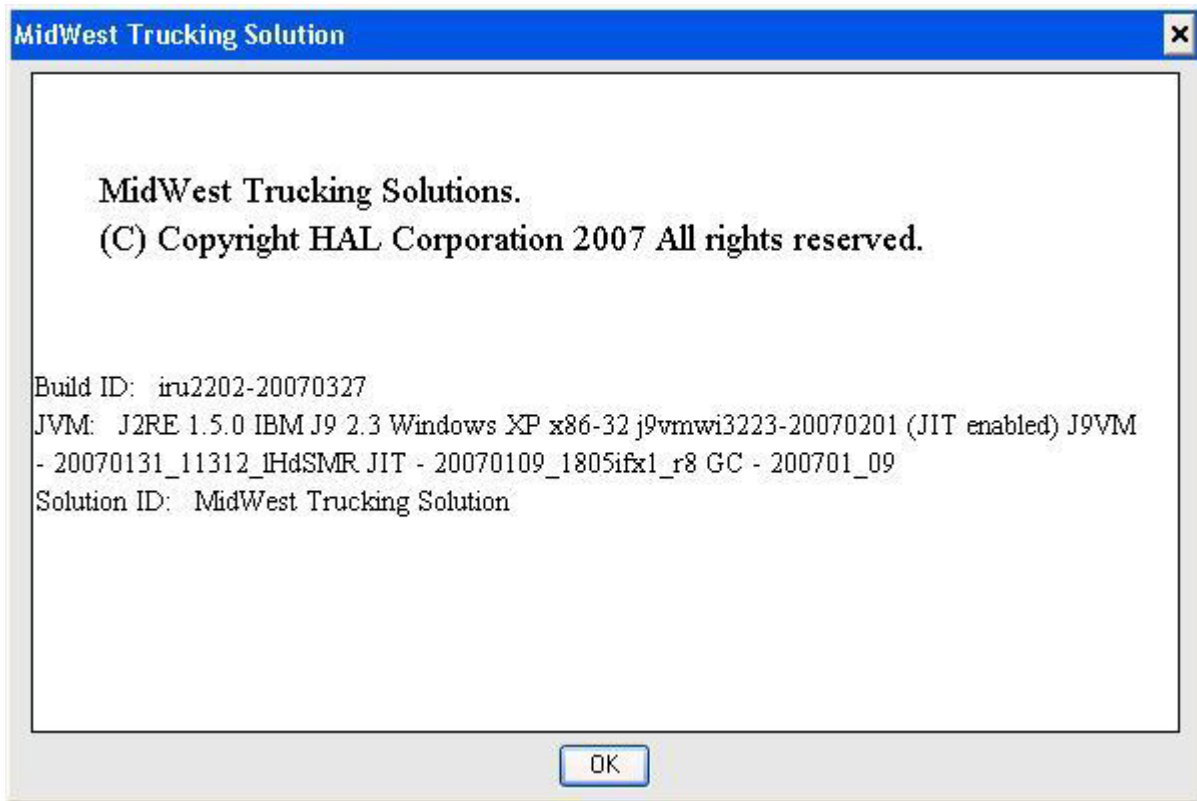 MidWest Trucking Solution
MidWest Trucking Solutions.
(C) Copyright HAL Corporation 2007 All rights reserved.
Build ID: iru2202-20070327
JVM: J2RE 1.5.0 IBM J9 2.3 Windows XP x86-32 j9vmwi3223-20070201 (JIT enabled) J9VM
- 20070131_11312_lHdSMR JIT - 20070109_1805ifx1_r8 GC - 200701_09
Solution ID: MidWest Trucking Solution
OK